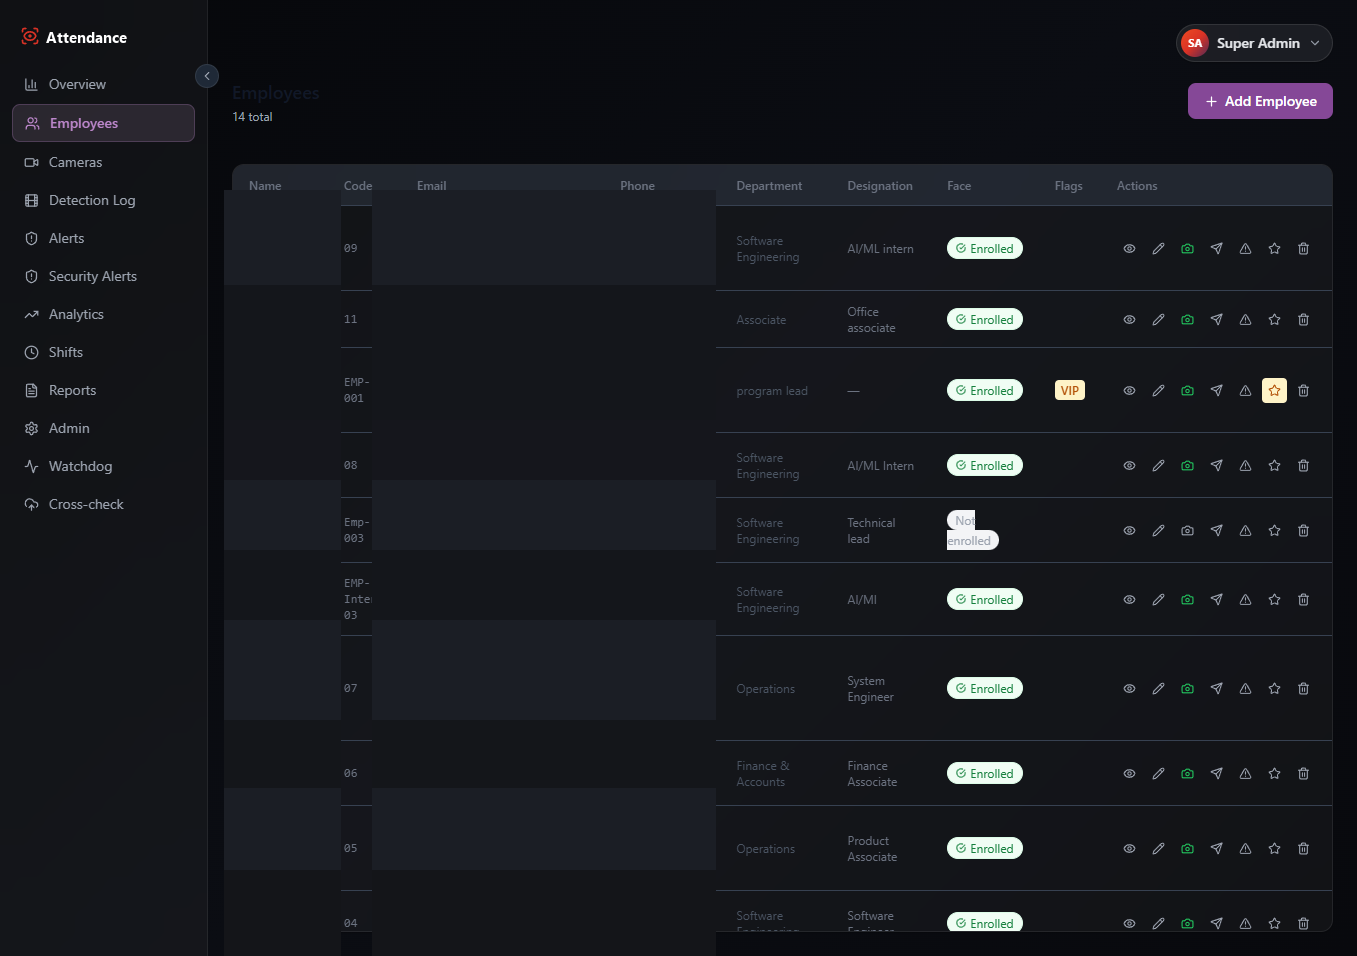 Attendance
Overview
Employees
Cameras
Detection Log
Alerts
Security Alerts
Analytics
Shifts
Reports
Admin
Watchdog
Cross-check
SA Super Admin
Employees
14 total
+ Add Employee
Name Code Email Phone Department Designation Face Flags Actions
09 Software Engineering AI/ML intern Enrolled
11 Associate Office associate Enrolled
EMP-001 program lead — Enrolled VIP
08 Software Engineering AI/ML Intern Enrolled
Emp-003 Software Engineering Technical lead Not enrolled
EMP-Inter 03 Software Engineering AI/Ml Enrolled
07 Operations System Engineer Enrolled
06 Finance & Accounts Finance Associate Enrolled
05 Operations Product Associate Enrolled
04 Software Engineering Software Engineer Enrolled